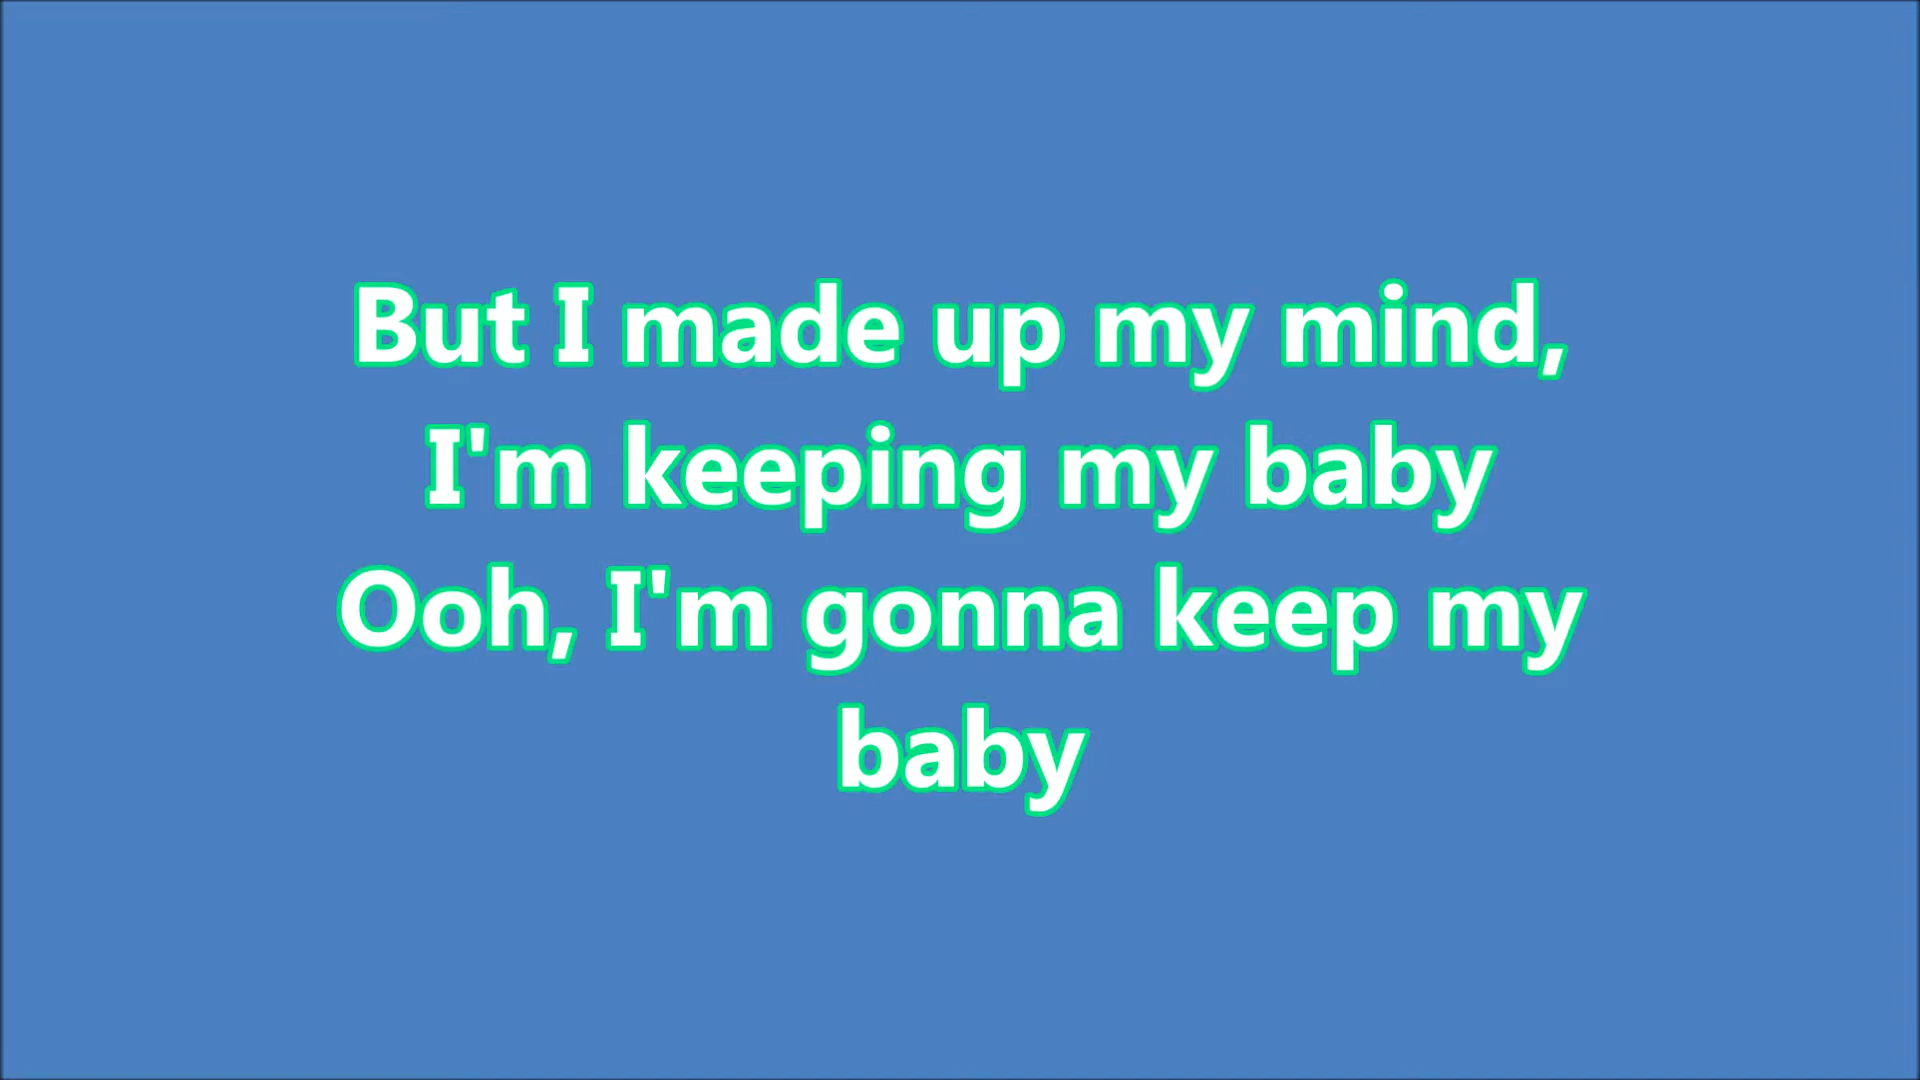 But I made up my mind,
I'm keeping my baby
Ooh, I'm gonna keep my
baby